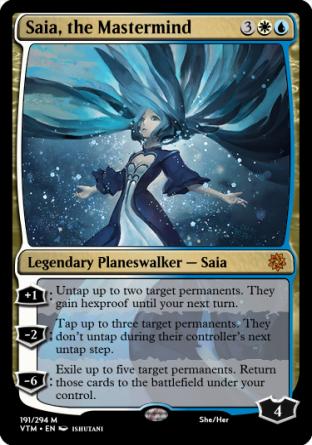 Saia, the Mastermind 3
Legendary Planeswalker — Saia
+1: Untap up to two target permanents. They
gain hexproof until your next turn.
-2: Tap up to three target permanents. They
don't untap during their controller's next
untap step.
-6: Exile up to five target permanents. Return
those cards to the battlefield under your
control.
4
191/294 M She/Her
VTM • EN ISHUTANI